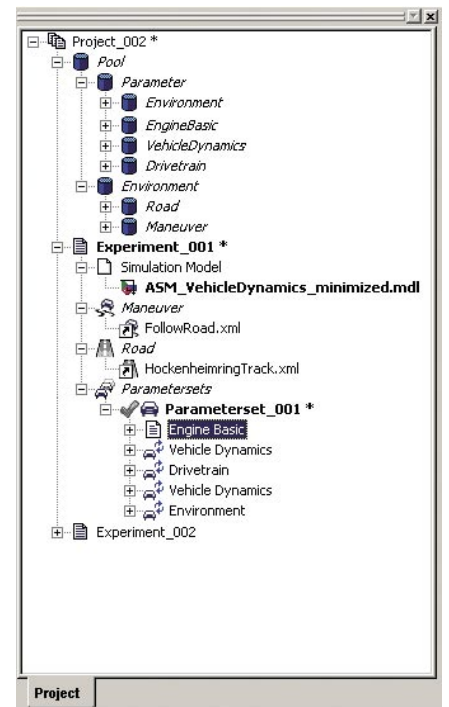 Project_002 *
Pool
Parameter
Environment
EngineBasic
VehicleDynamics
Drivetrain
Environment
Road
Maneuver
Experiment_001 *
Simulation Model
ASM_VehicleDynamics_minimized.mdl
Maneuver
FollowRoad.xml
Road
HockenheimringTrack.xml
Parametersets
Parameterset_001 *
Engine Basic
Vehicle Dynamics
Drivetrain
Vehicle Dynamics
Environment
Experiment_002
Project